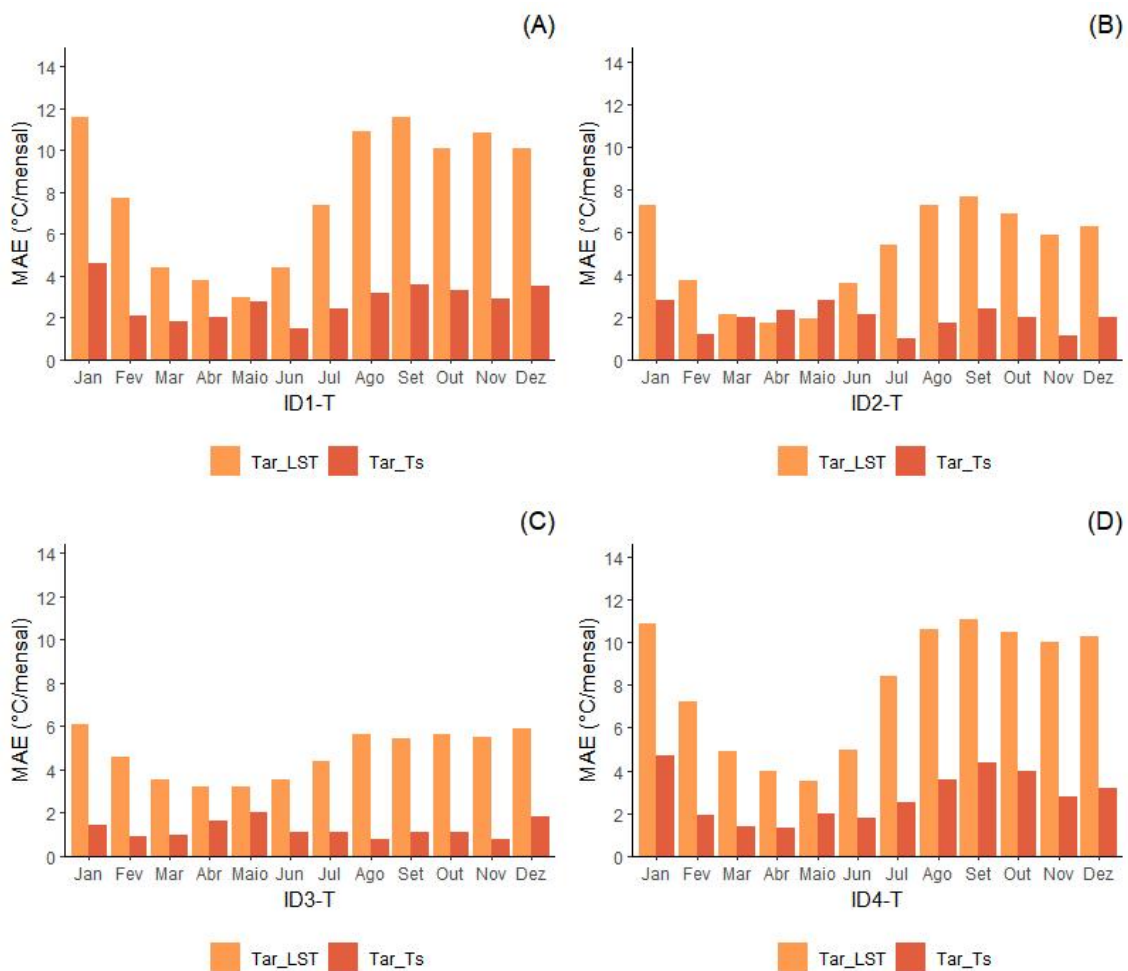 (A)
MAE (°C/mensal)
14
12
10
8
6
4
2
0
Jan Fev Mar Abr Maio Jun Jul Ago Set Out Nov Dez
ID1-T
Tar_LST Tar_Ts
(B)
MAE (°C/mensal)
14
12
10
8
6
4
2
0
Jan Fev Mar Abr Maio Jun Jul Ago Set Out Nov Dez
ID2-T
Tar_LST Tar_Ts
(C)
MAE (°C/mensal)
14
12
10
8
6
4
2
0
Jan Fev Mar Abr Maio Jun Jul Ago Set Out Nov Dez
ID3-T
Tar_LST Tar_Ts
(D)
MAE (°C/mensal)
14
12
10
8
6
4
2
0
Jan Fev Mar Abr Maio Jun Jul Ago Set Out Nov Dez
ID4-T
Tar_LST Tar_Ts